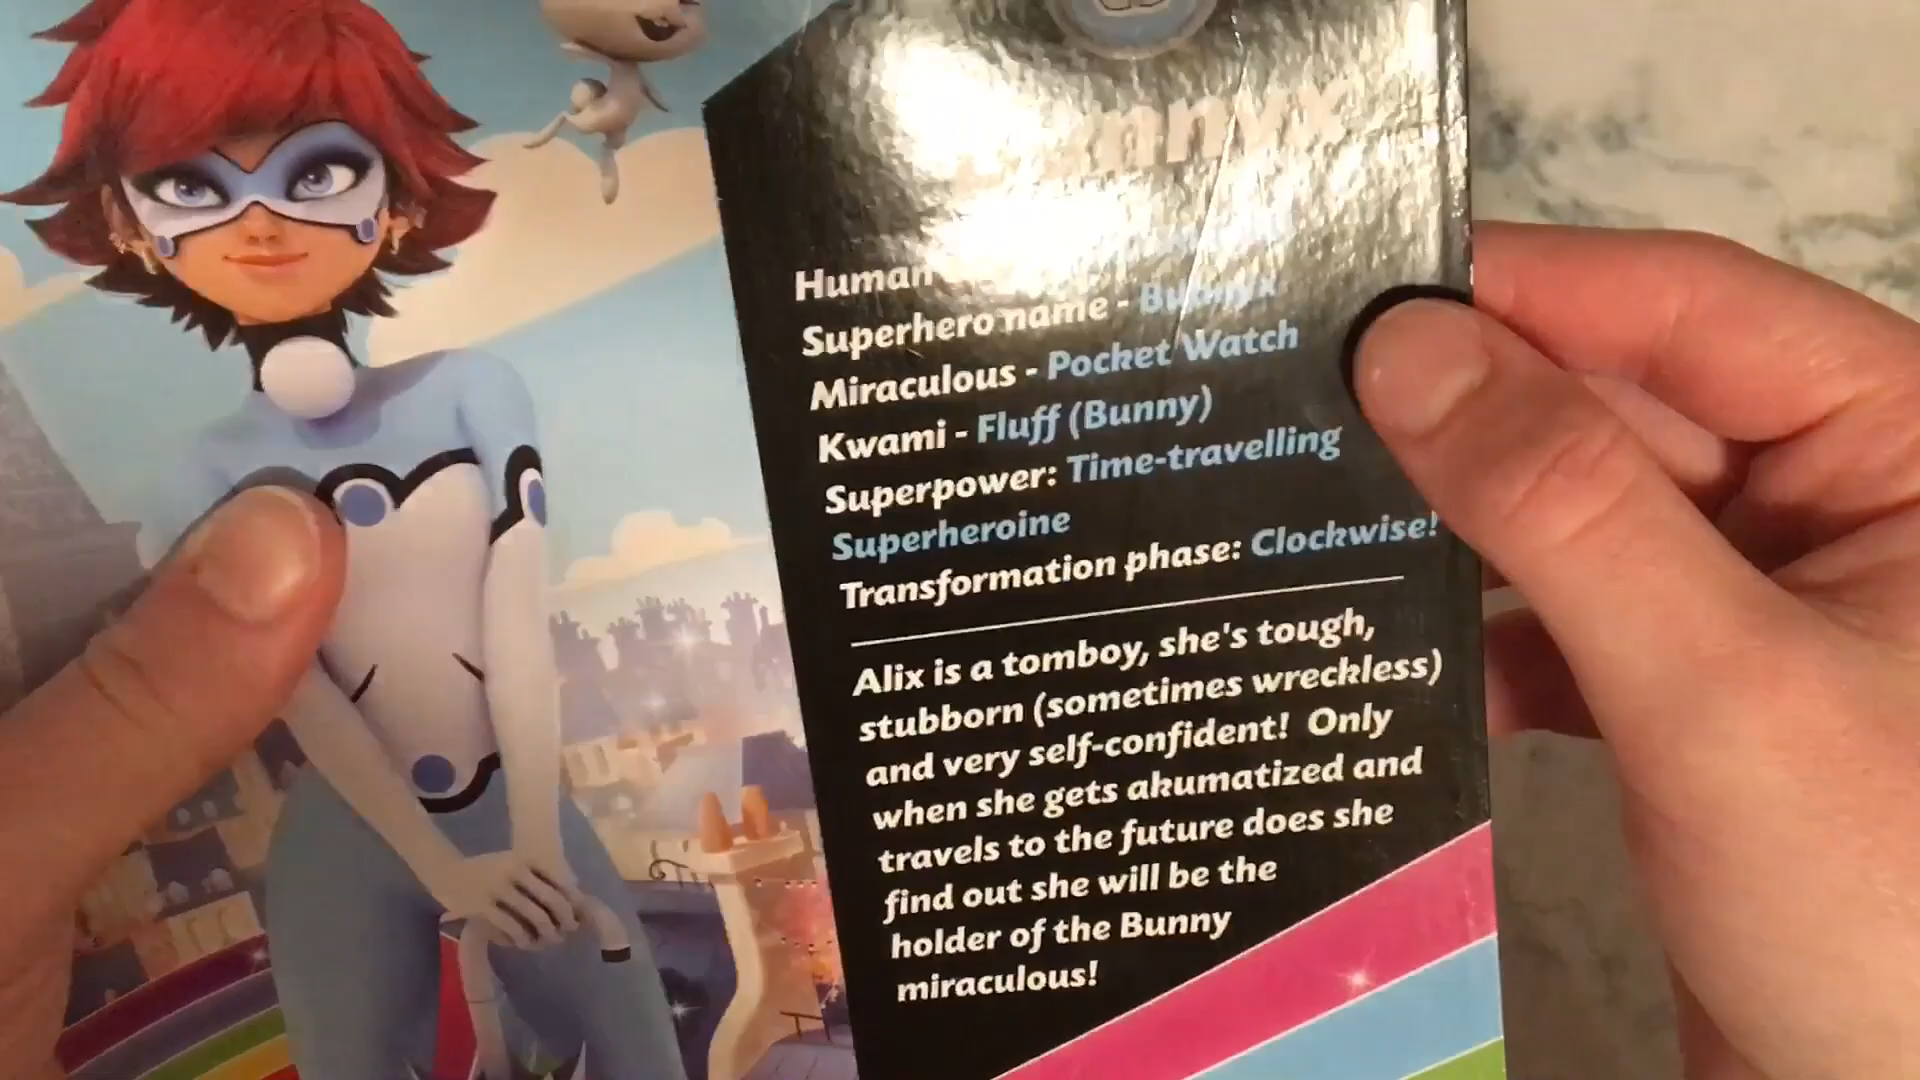 Human
Superhero name - Bunnyx
Miraculous - Pocket Watch
Kwami - Fluff (Bunny)
Superpower: Time-travelling
Superheroine
Transformation phase: Clockwise!
Alix is a tomboy, she's tough,
stubborn (sometimes wreckless)
and very self-confident! Only
when she gets akumatized and
travels to the future does she
find out she will be the
holder of the Bunny
miraculous!